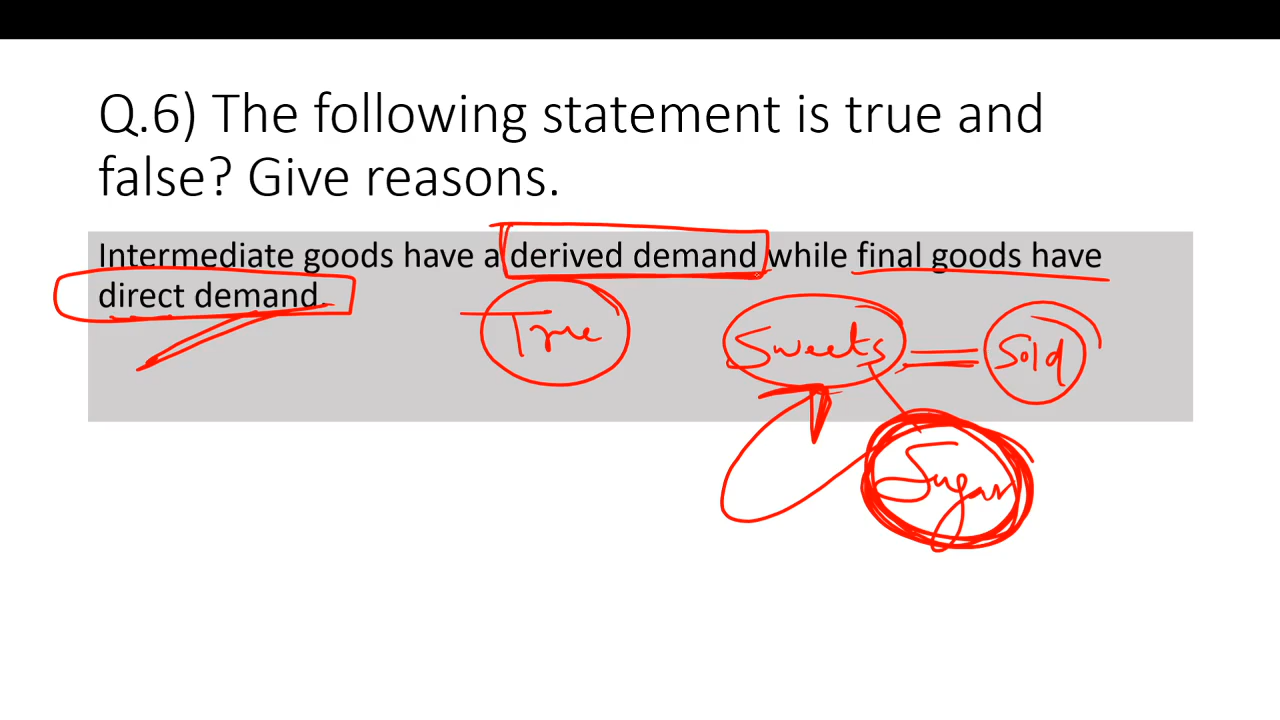 Q.6) The following statement is true and
false? Give reasons.
Intermediate goods have a derived demand while final goods have
direct demand.
True
Sweets
Sold
Sugar